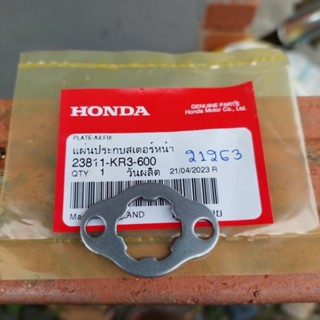 HONDA
GENUINE PARTS
Honda Motor Co., Ltd.
PLATE A2 FIX
แผ่นประกบสเตอร์หน้า
23811-KR3-600
21263
QTY 1 วันผลิต 21/04/2023 R